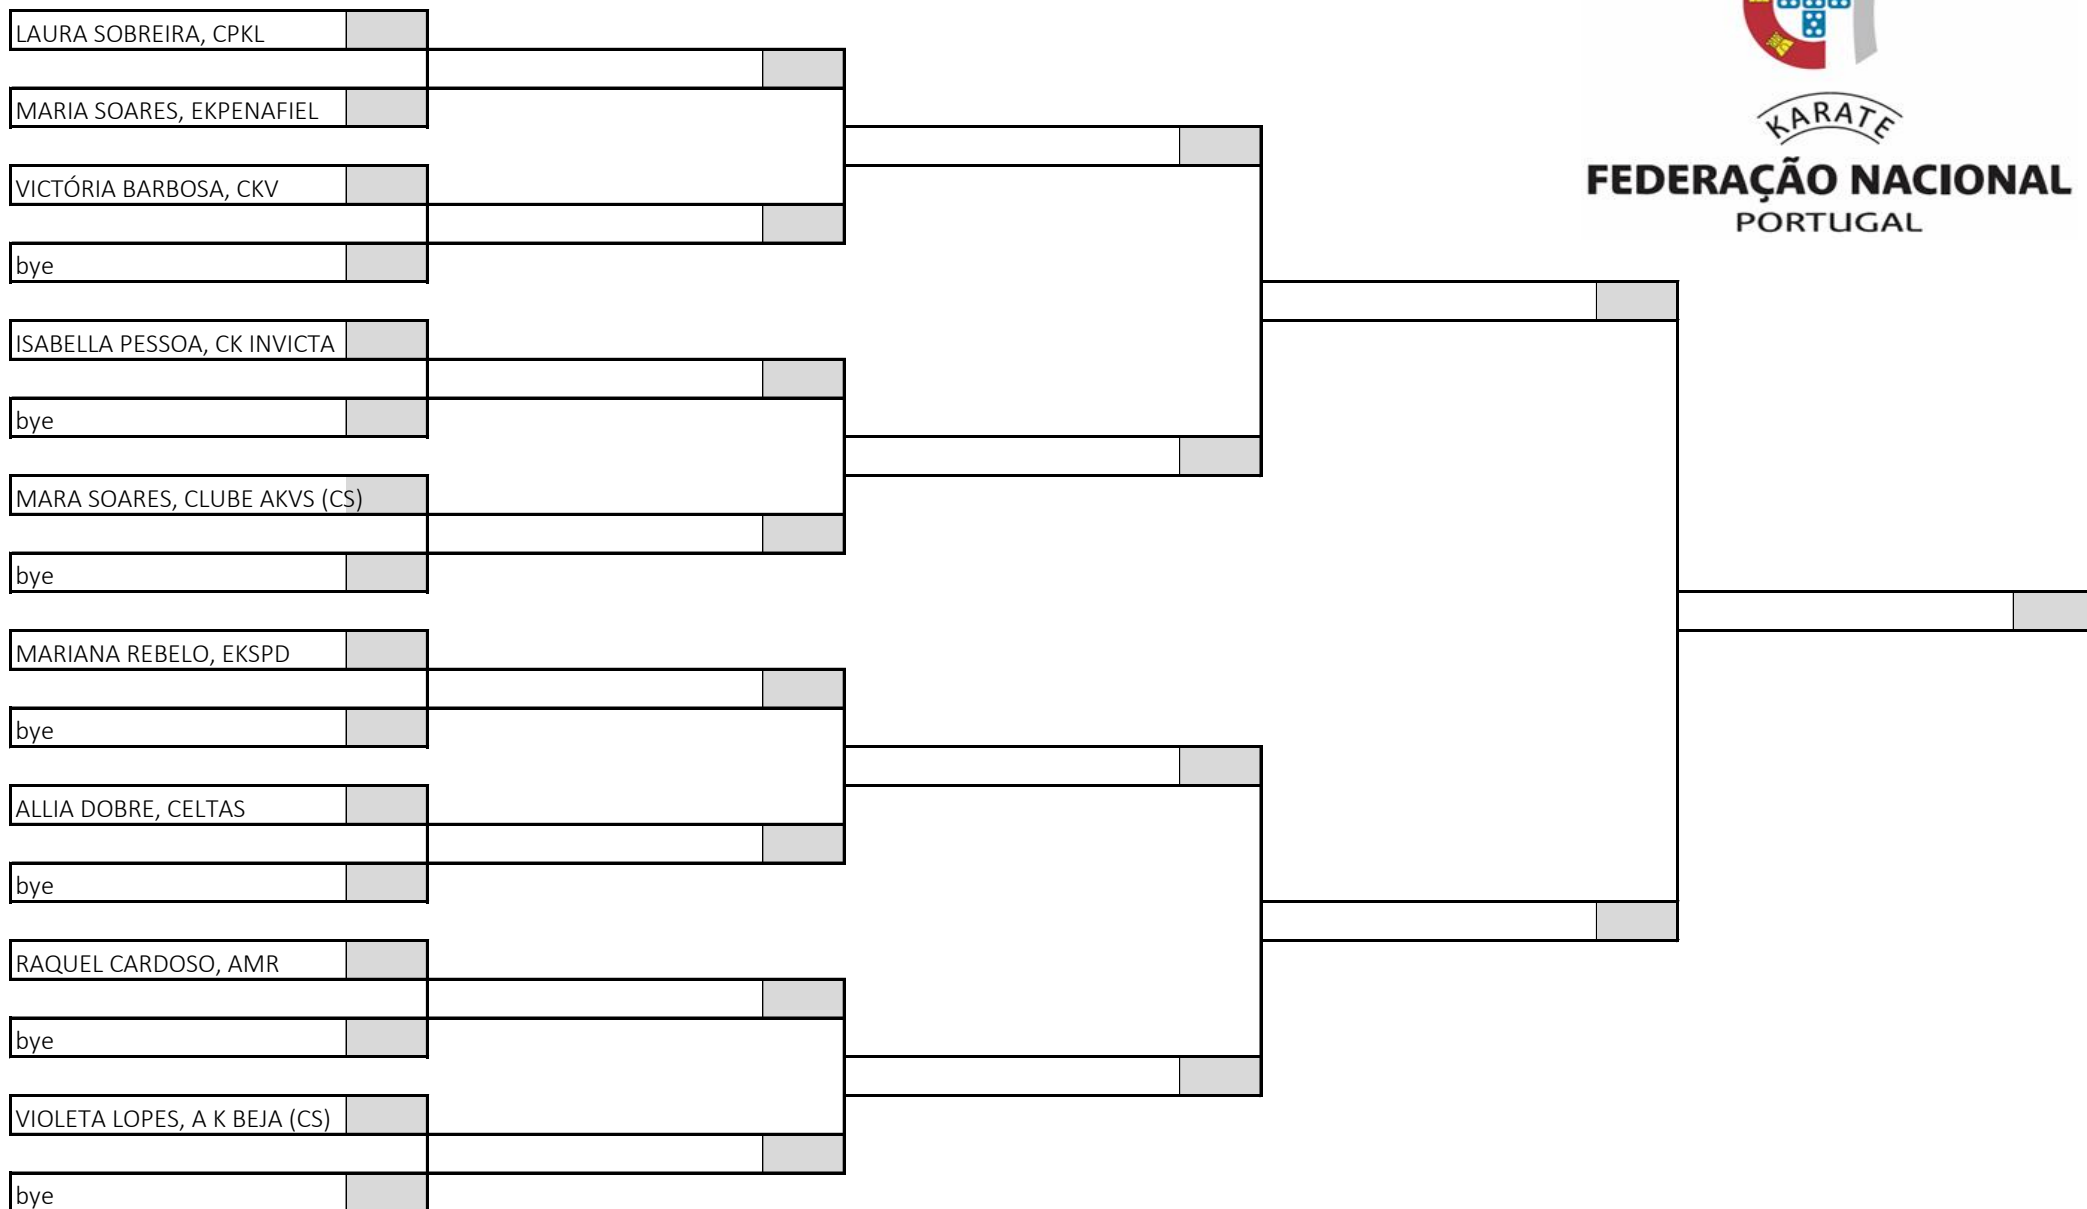 LAURA SOBREIRA, CPKL
MARIA SOARES, EKPENAFIEL
VICTÓRIA BARBOSA, CKV
bye
ISABELLA PESSOA, CK INVICTA
bye
MARA SOARES, CLUBE AKVS (CS)
bye
MARIANA REBELO, EKSPD
bye
ALLIA DOBRE, CELTAS
bye
RAQUEL CARDOSO, AMR
bye
VIOLETA LOPES, A K BEJA (CS)
bye
KARATE
FEDERAÇÃO NACIONAL
PORTUGAL